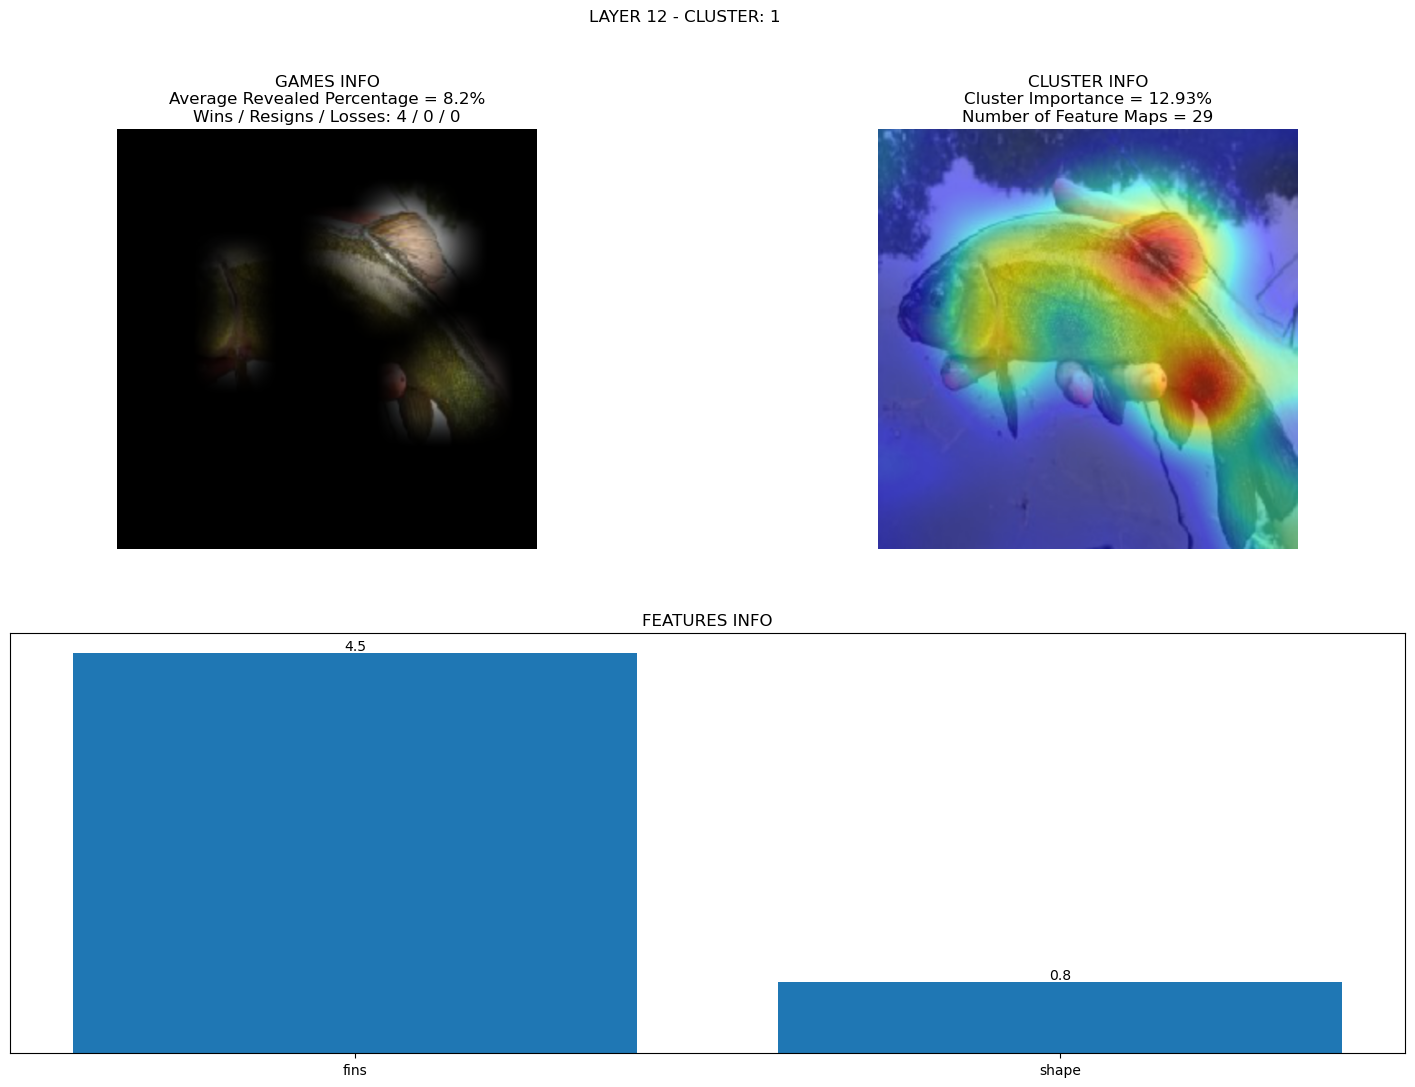 LAYER 12 - CLUSTER: 1
GAMES INFO
Average Revealed Percentage = 8.2%
Wins / Resigns / Losses: 4 / 0 / 0
CLUSTER INFO
Cluster Importance = 12.93%
Number of Feature Maps = 29
FEATURES INFO
4.5
0.8
fins
shape